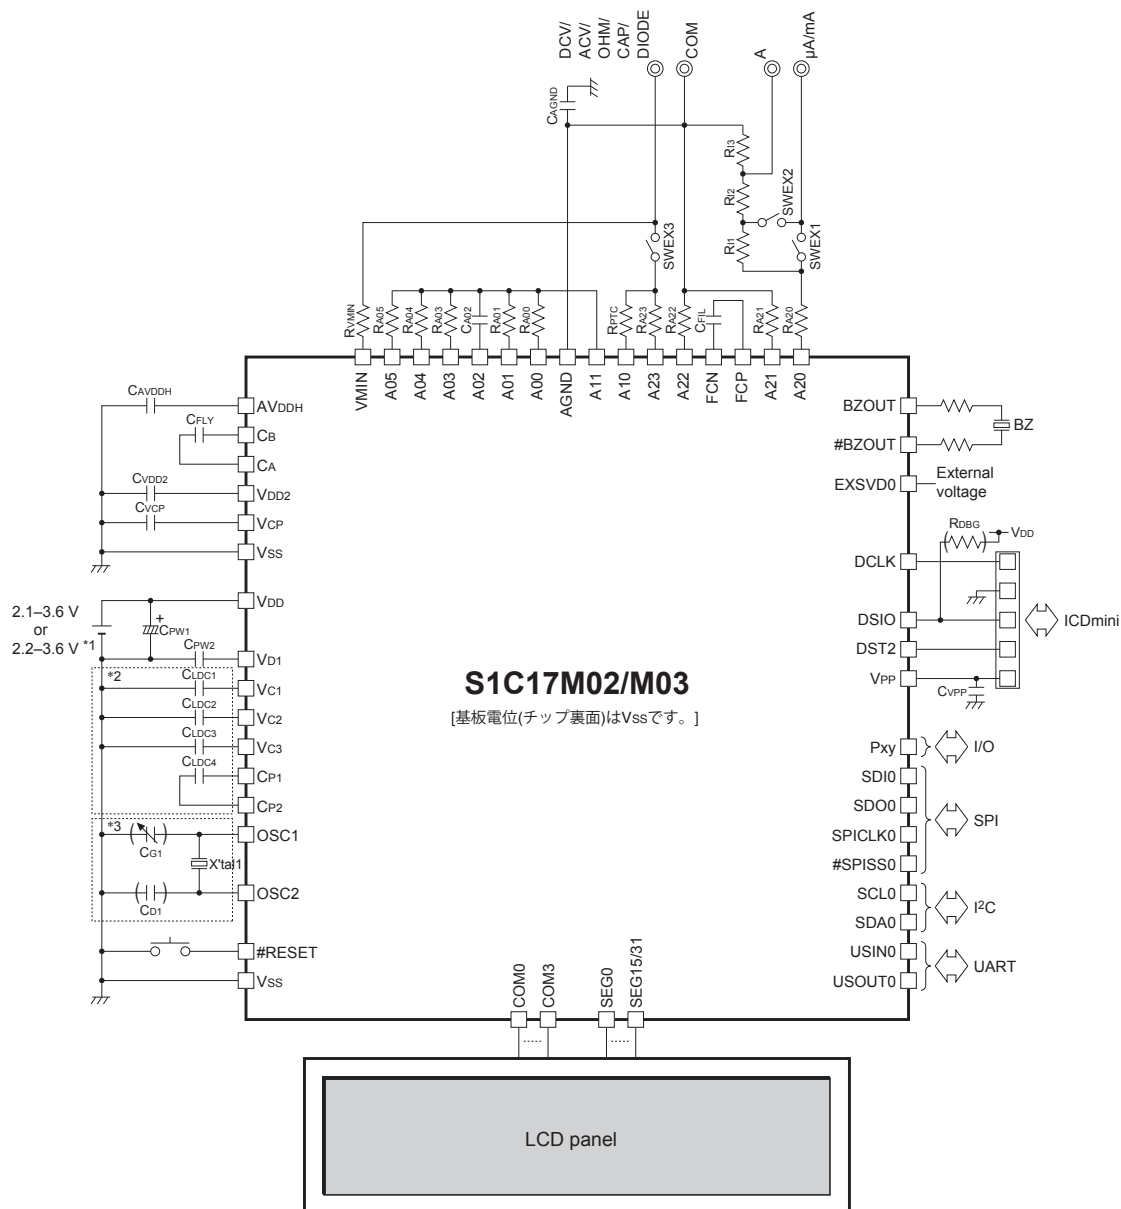 DCV/
ACV/
OHM/
CAP/
DIODE
COM
A
µA/mA
CAGND
RI3
RI2
RI1
SWEX2
SWEX1
SWEX3
RVMIN
RA05
RA04
RA03
CA02
RA01
RA00
RPTC
RA23
RA22
CFIL
RA21
RA20
VMIN
A05
A04
A03
A02
A01
A00
AGND
A11
A10
A23
A22
FCN
FCP
A21
A20
CAVDDH
AVDDH
CFLY
CB
CA
CVDD2
VDD2
CVCP
VCP
VSS
2.1–3.6 V
or
2.2–3.6 V *1
VDD
+
CPW1
CPW2
VD1
*2
CLDC1
VC1
CLDC2
VC2
CLDC3
VC3
CLDC4
CP1
CP2
*3
CG1
OSC1
X'tal1
CD1
OSC2
#RESET
VSS
S1C17M02/M03
[基板電位(チップ裏面)はVSSです。]
BZOUT
#BZOUT
BZ
EXSVD0
External
voltage
RDBG
VDD
DCLK
DSIO
DST2
VPP
CVPP
ICDmini
Pxy
I/O
SDI0
SDO0
SPICLK0
#SPISS0
SPI
SCL0
SDA0
I2C
USIN0
USOUT0
UART
COM0
.....
COM3
SEG0
.....
SEG15/31
LCD panel